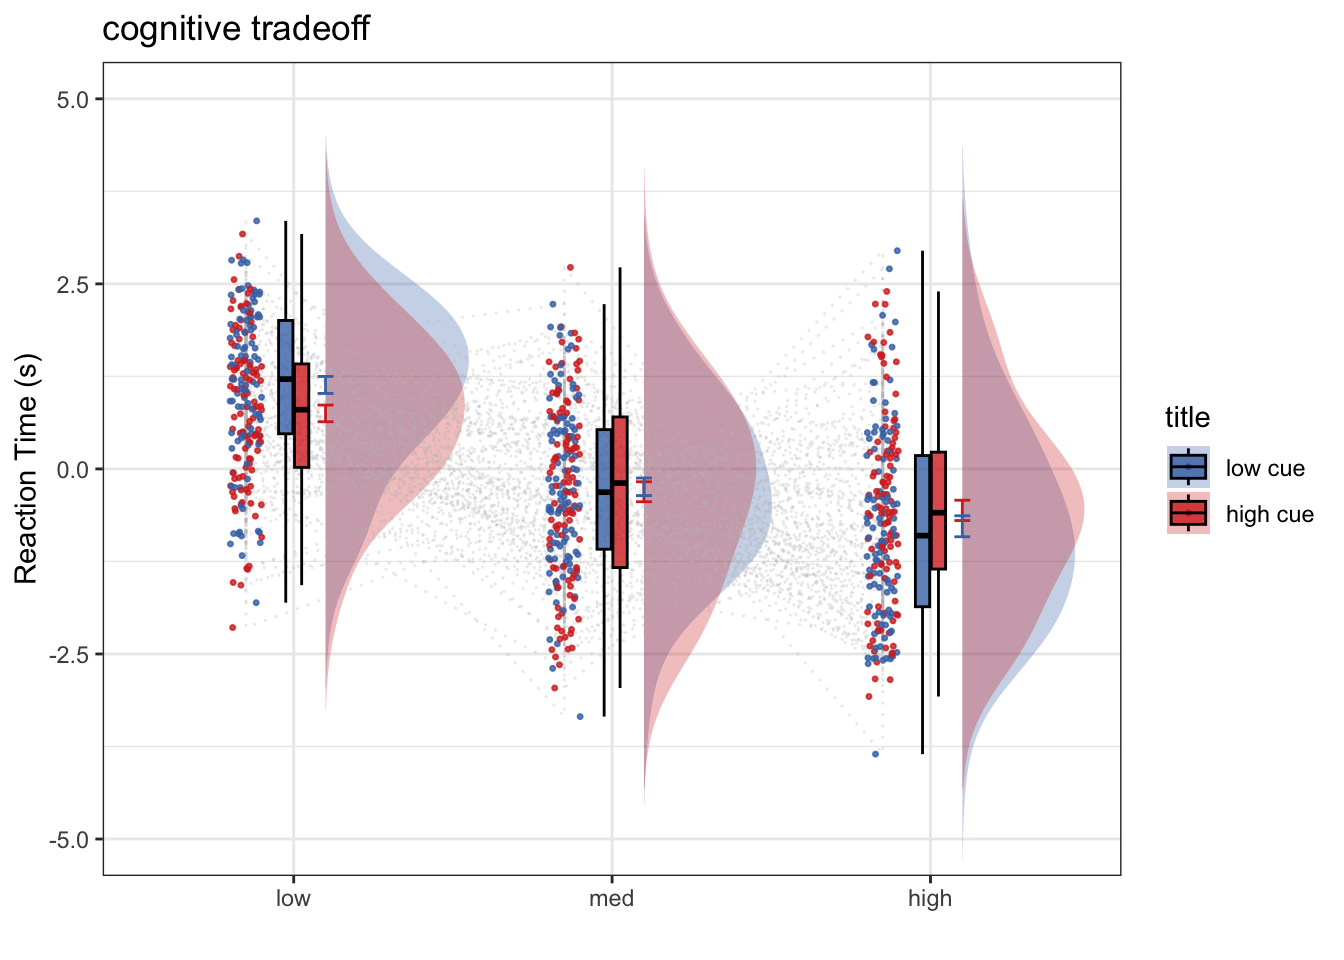 cognitive tradeoff
5.0
2.5
0.0
-2.5
-5.0
Reaction Time (s)
low
med
high
title
low cue
high cue